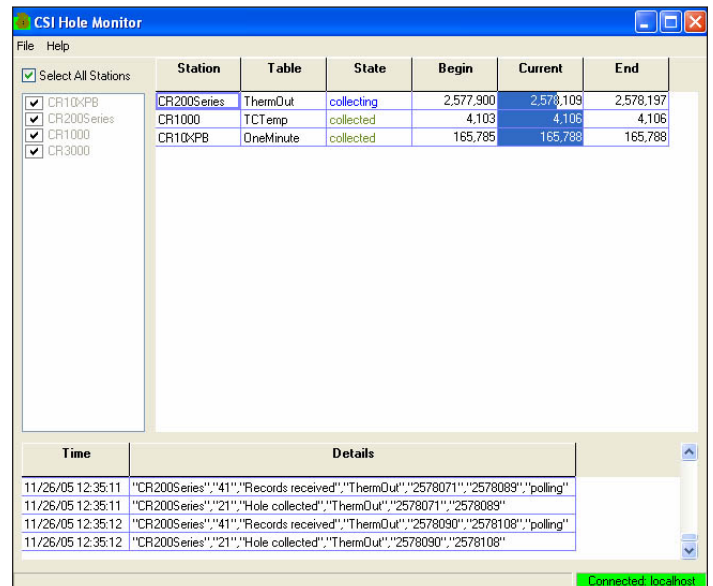 CSI Hole Monitor
File Help
Select All Stations
CR10XPB
CR200Series
CR1000
CR3000
Station Table State Begin Current End
CR200Series ThermOut collecting 2,577,900 2,578,109 2,578,197
CR1000 TCTemp collected 4,103 4,106 4,106
CR10XPB OneMinute collected 165,785 165,788 165,788
Time Details
11/26/05 12:35:11 "CR200Series","41","Records received","ThermOut","2578071","2578089","polling"
11/26/05 12:35:11 "CR200Series","21","Hole collected","ThermOut","2578071","2578089"
11/26/05 12:35:12 "CR200Series","41","Records received","ThermOut","2578090","2578108","polling"
11/26/05 12:35:12 "CR200Series","21","Hole collected","ThermOut","2578090","2578108"
Connected: localhost